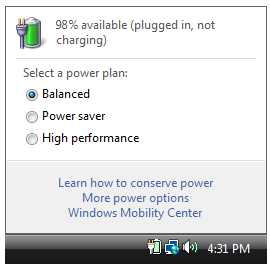 98% available (plugged in, not
charging)
Select a power plan:
Balanced
Power saver
High performance
Learn how to conserve power
More power options
Windows Mobility Center
4:31 PM